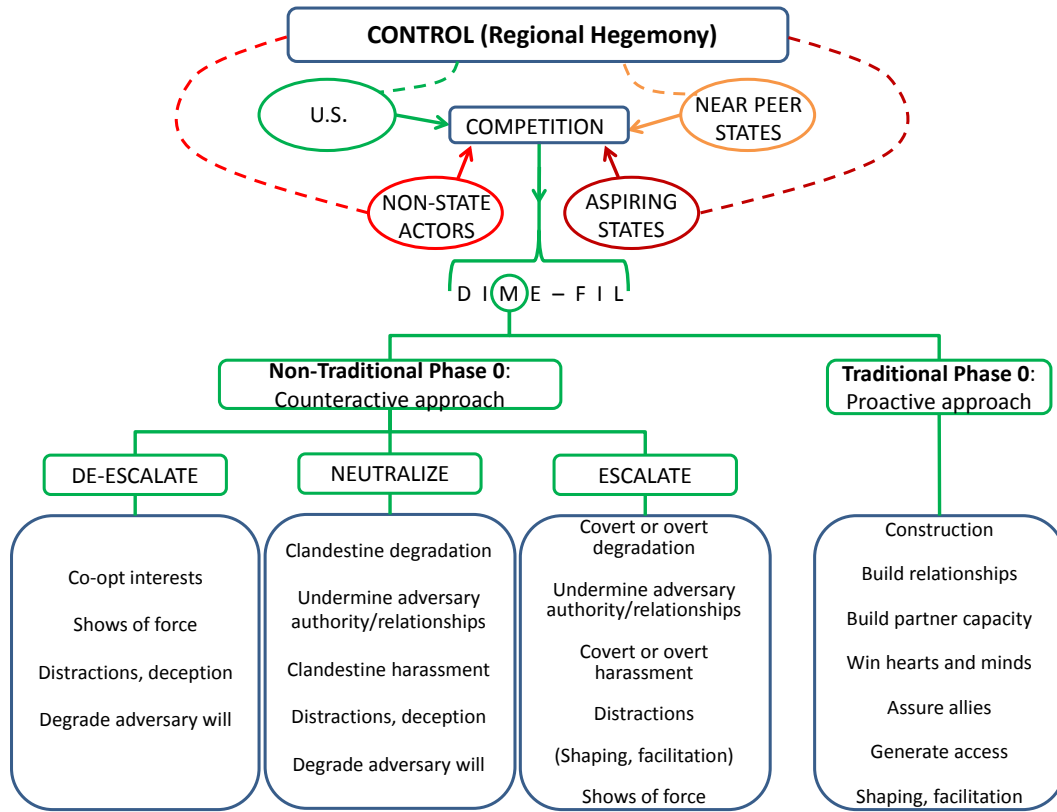 CONTROL (Regional Hegemony)
U.S.
COMPETITION
NEAR PEER
STATES
NON-STATE
ACTORS
ASPIRING
STATES
D I M E – F I L
Non-Traditional Phase 0:
Counteractive approach
Traditional Phase 0:
Proactive approach
DE-ESCALATE
NEUTRALIZE
ESCALATE
Co-opt interests
Shows of force
Distractions, deception
Degrade adversary will
Clandestine degradation
Undermine adversary
authority/relationships
Clandestine harassment
Distractions, deception
Degrade adversary will
Covert or overt
degradation
Undermine adversary
authority/relationships
Covert or overt
harassment
Distractions
(Shaping, facilitation)
Shows of force
Construction
Build relationships
Build partner capacity
Win hearts and minds
Assure allies
Generate access
Shaping, facilitation